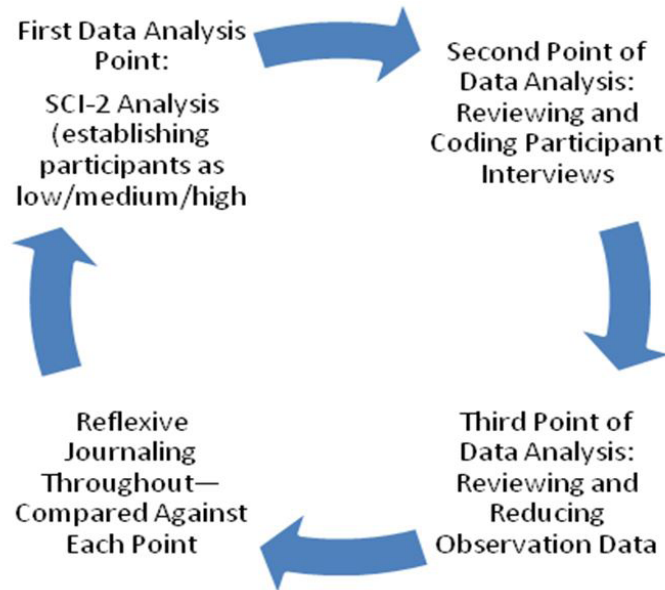 First Data Analysis
Point:
SCI-2 Analysis
(establishing
participants as
low/medium/high
Second Point of
Data Analysis:
Reviewing and
Coding Participant
Interviews
Third Point of
Data Analysis:
Reviewing and
Reducing
Observation Data
Reflexive
Journaling
Throughout—
Compared Against
Each Point